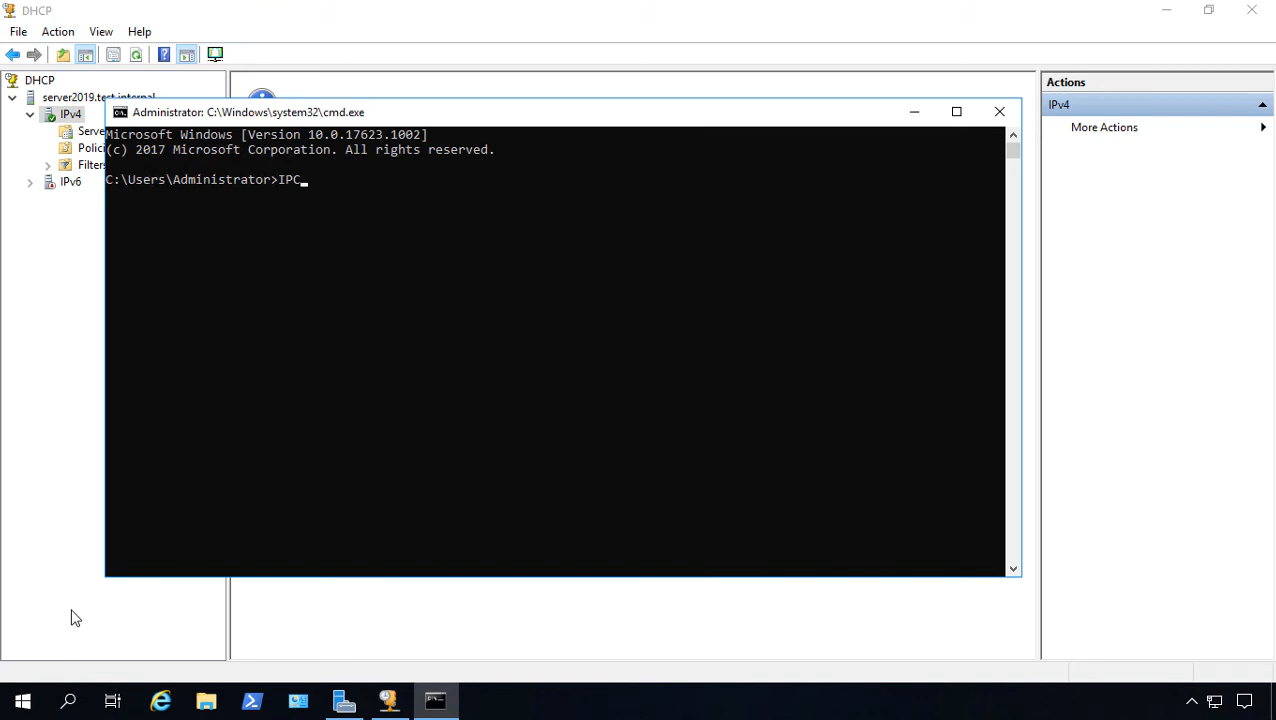 DHCP
File Action View Help
DHCP
server2019.test.internal
IPv4
Serve
Polici
Filters
IPv6
Administrator: C:\Windows\system32\cmd.exe
Microsoft Windows [Version 10.0.17623.1002]
(c) 2017 Microsoft Corporation. All rights reserved.
C:\Users\Administrator>IPC
Actions
IPv4
More Actions